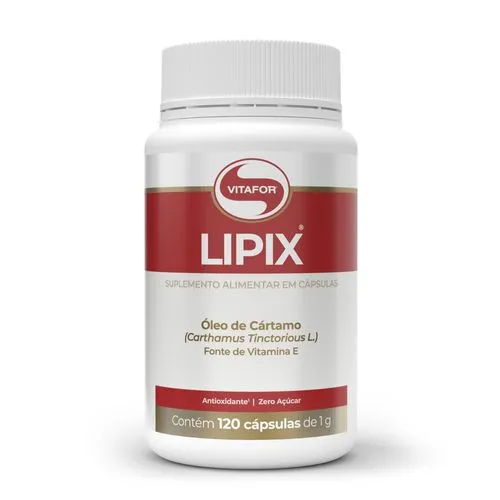 VITAFOR®
LIPIX®
SUPLEMENTO ALIMENTAR EM CÁPSULAS
Óleo de Cártamo
(Carthamus Tinctorious L.)
Fonte de Vitamina E
Antioxidante¹ | Zero Açúcar
Contém 120 cápsulas de 1 g